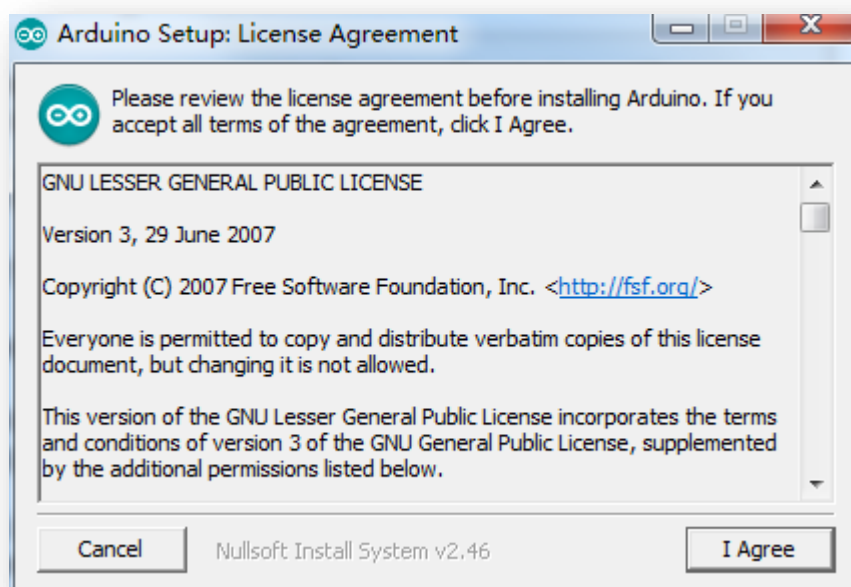 Arduino Setup: License Agreement
Please review the license agreement before installing Arduino. If you
accept all terms of the agreement, click I Agree.
GNU LESSER GENERAL PUBLIC LICENSE
Version 3, 29 June 2007
Copyright (C) 2007 Free Software Foundation, Inc. <http://fsf.org/>
Everyone is permitted to copy and distribute verbatim copies of this license
document, but changing it is not allowed.
This version of the GNU Lesser General Public License incorporates the terms
and conditions of version 3 of the GNU General Public License, supplemented
by the additional permissions listed below.
Cancel
Nullsoft Install System v2.46
I Agree